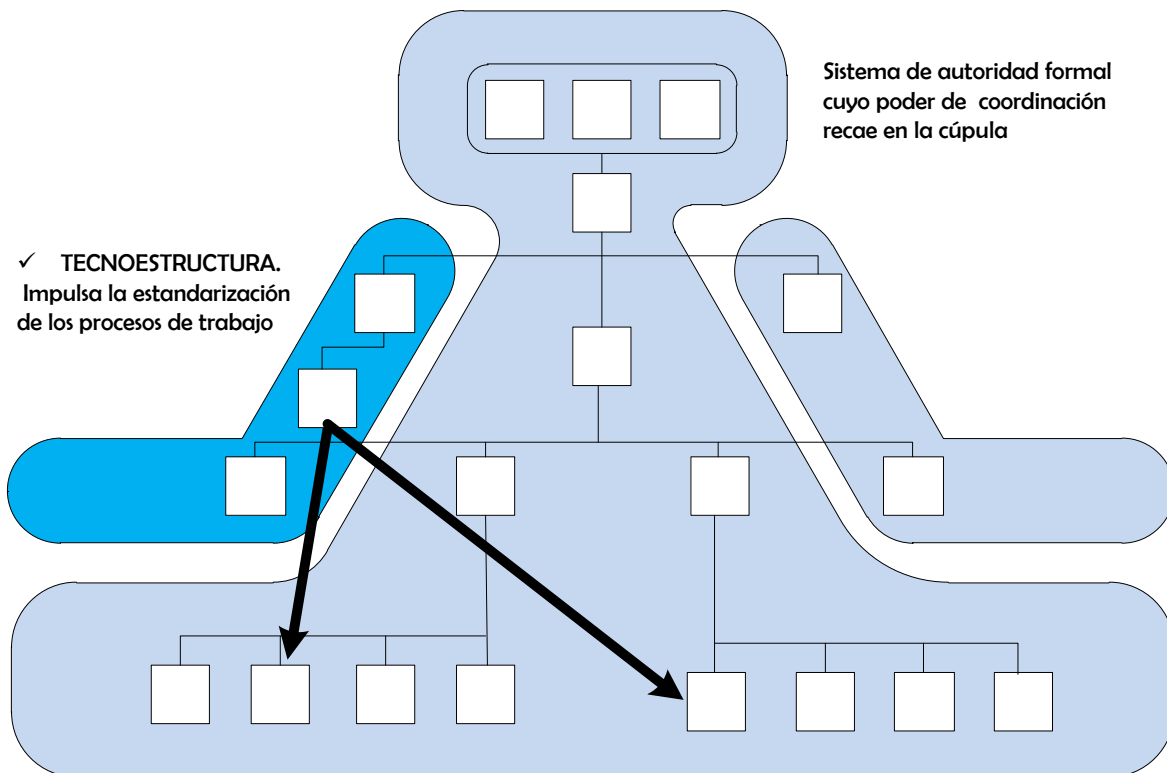 Sistema de autoridad formal
cuyo poder de  coordinación
recae en la cúpula
✓ TECNOESTRUCTURA.
Impulsa la estandarización
de los procesos de trabajo